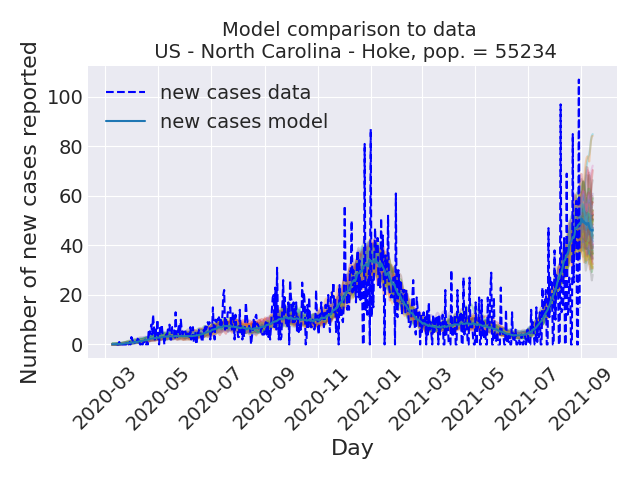 Model comparison to data
US - North Carolina - Hoke, pop. = 55234
Number of new cases reported
100
80
60
40
20
0
new cases data
new cases model
2020-03
2020-05
2020-07
2020-09
2020-11
2021-01
2021-03
2021-05
2021-07
2021-09
Day